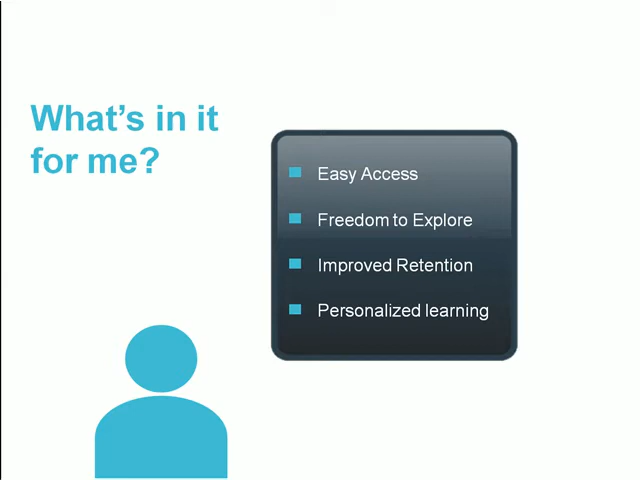 What's in it
for me?
Easy Access
Freedom to Explore
Improved Retention
Personalized learning